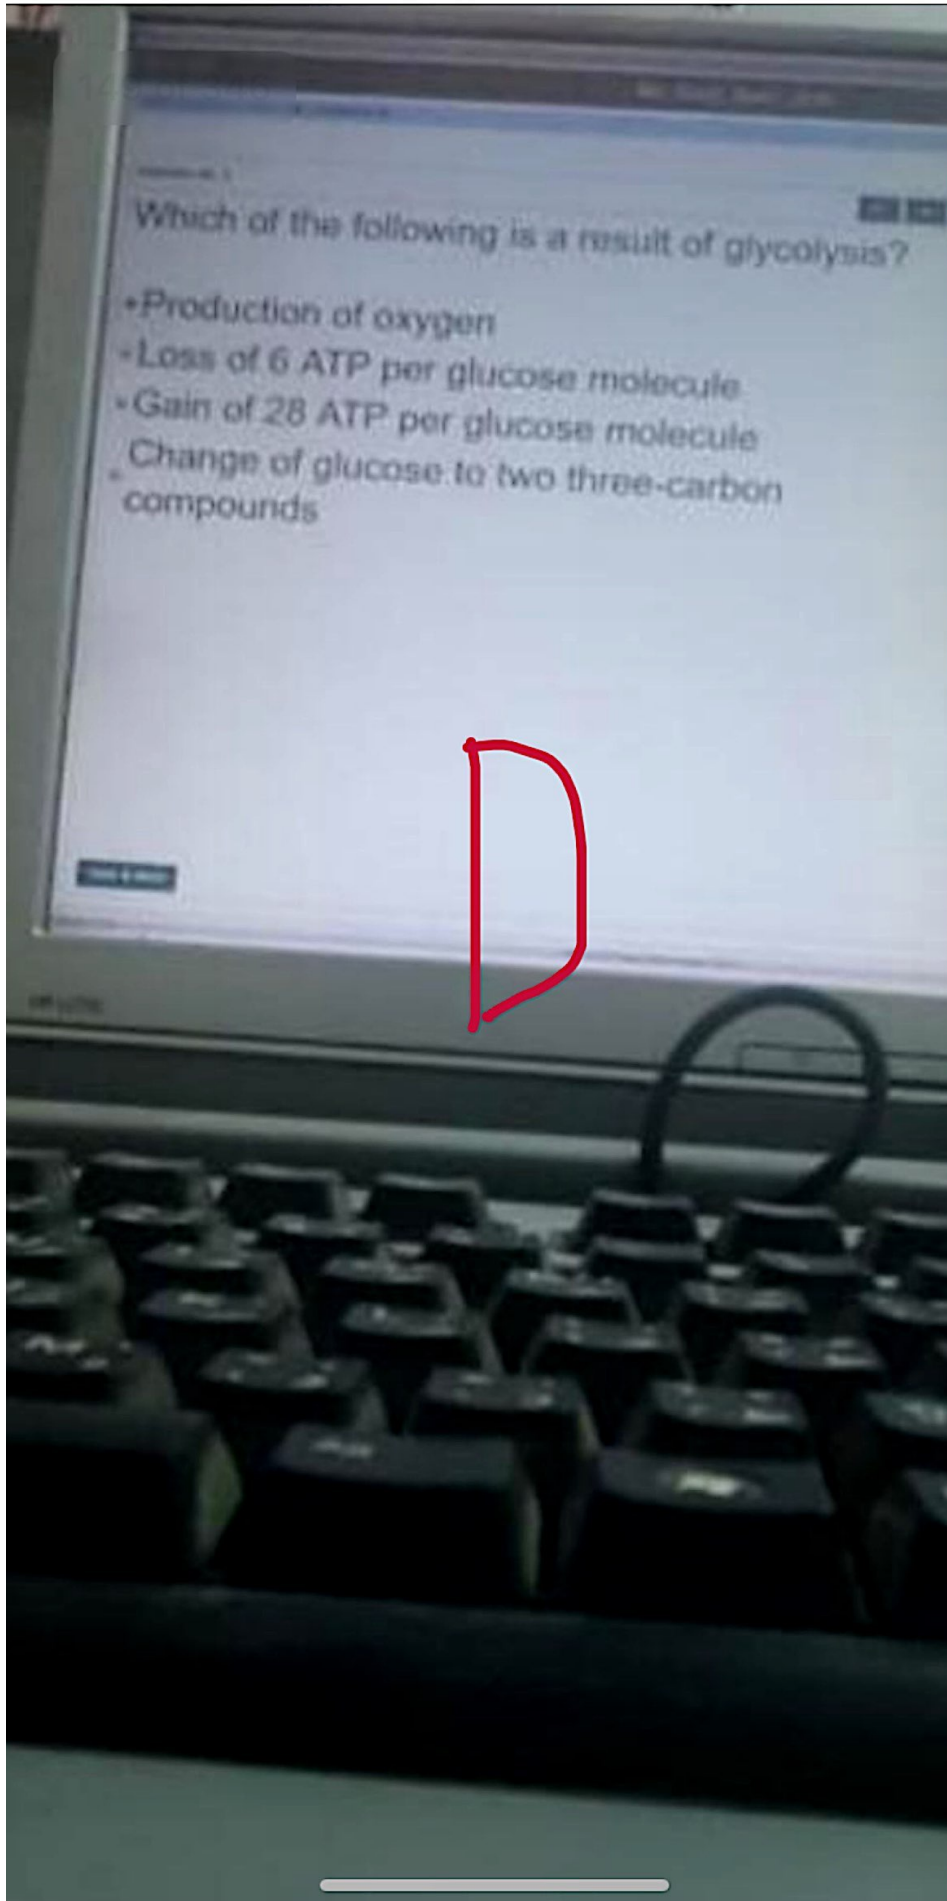 Which of the following is a result of glycolysis?
Production of oxygen
Loss of 6 ATP per glucose molecule
Gain of 28 ATP per glucose molecule
Change of glucose to two three-carbon
compounds
D